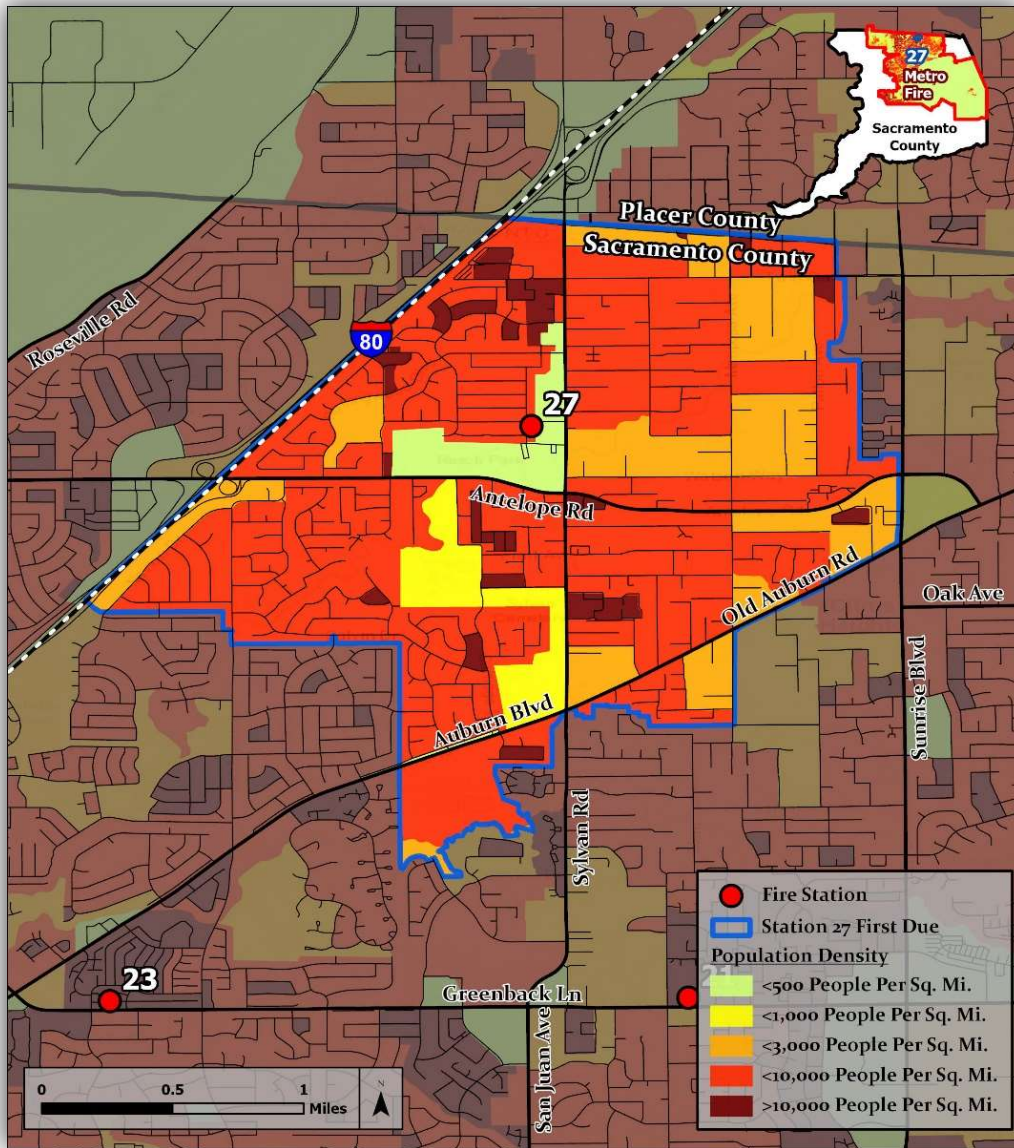 27
Metro
Fire
Sacramento
County
Placer County
Sacramento County
Roseville Rd
80
27
Antelope Rd
Old Auburn Rd
Oak Ave
Sunrise Blvd
Auburn Blvd
Sylvan Rd
23
21
Greenback Ln
San Juan Ave
Fire Station
Station 27 First Due
Population Density
<500 People Per Sq. Mi.
<1,000 People Per Sq. Mi.
<3,000 People Per Sq. Mi.
<10,000 People Per Sq. Mi.
>10,000 People Per Sq. Mi.
0 0.5 1
Miles
N